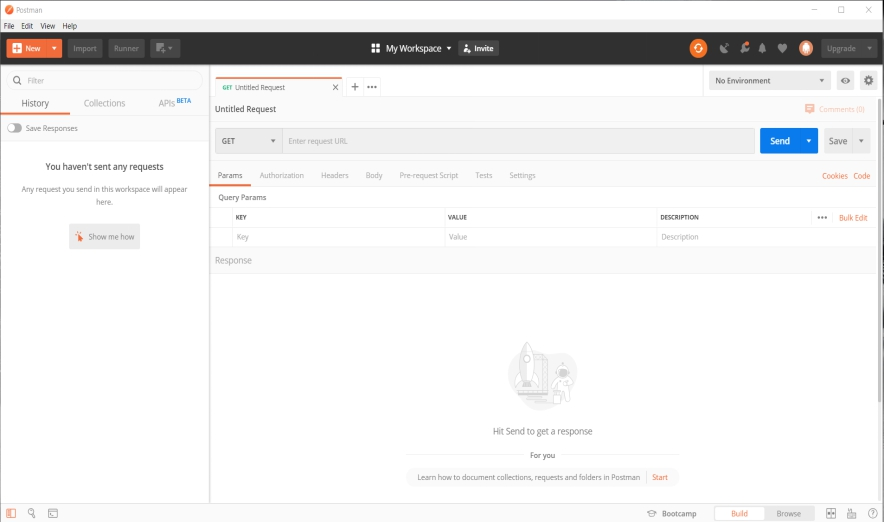 Postman
File Edit View Help
New Import Runner My Workspace Invite Upgrade
Filter
History Collections APIs BETA
Save Responses
You haven't sent any requests
Any request you send in this workspace will appear
here.
Show me how
GET Untitled Request No Environment
Untitled Request Comments (0)
GET Enter request URL Send Save
Params Authorization Headers Body Pre-request Script Tests Settings Cookies Code
Query Params
KEY VALUE DESCRIPTION Bulk Edit
Key Value Description
Response
Hit Send to get a response
For you
Learn how to document collections, requests and folders in Postman Start
Bootcamp Build Browse